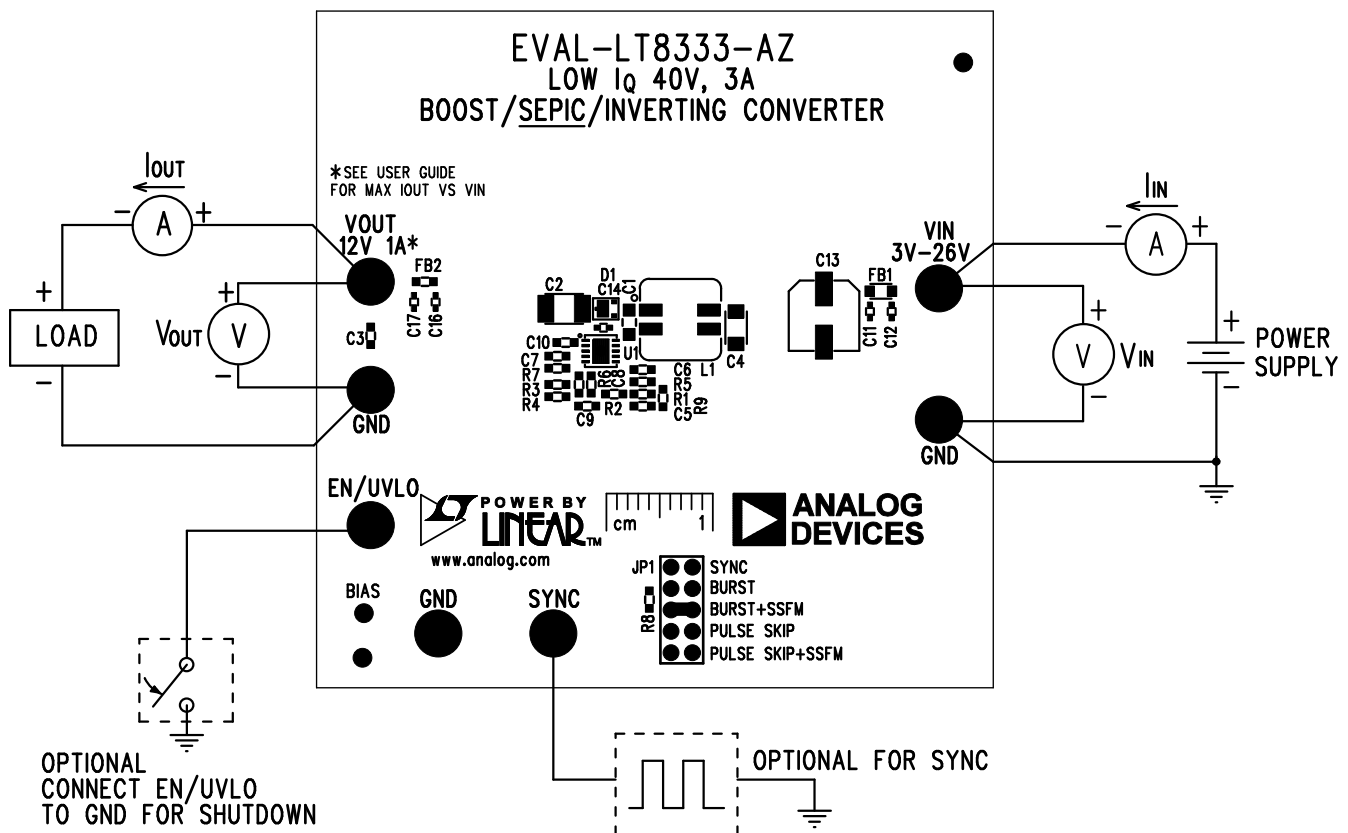 EVAL-LT8333-AZ
LOW IQ 40V, 3A
BOOST/SEPIC/INVERTING CONVERTER
*SEE USER GUIDE
FOR MAX IOUT VS VIN
IOUT
- A +
VOUT
12V 1A*
FB2
C17
C16
C3
GND
+
LOAD
-
+
VOUT V
-
C2
D1
C14
C1
C10
C7
R7
R3
R4
U1
R6
C8
C9
R2
C6
R5
R1
C5
R9
L1
C4
C13
FB1
C11
C12
VIN
3V-26V
GND
IIN
- A +
+
V VIN
-
+
POWER
SUPPLY
-
EN/UVLO
POWER BY
LINEAR™
www.analog.com
cm 1
ANALOG
DEVICES
BIAS
GND
SYNC
JP1
R8
SYNC
BURST
BURST+SSFM
PULSE SKIP
PULSE SKIP+SSFM
OPTIONAL
CONNECT EN/UVLO
TO GND FOR SHUTDOWN
OPTIONAL FOR SYNC